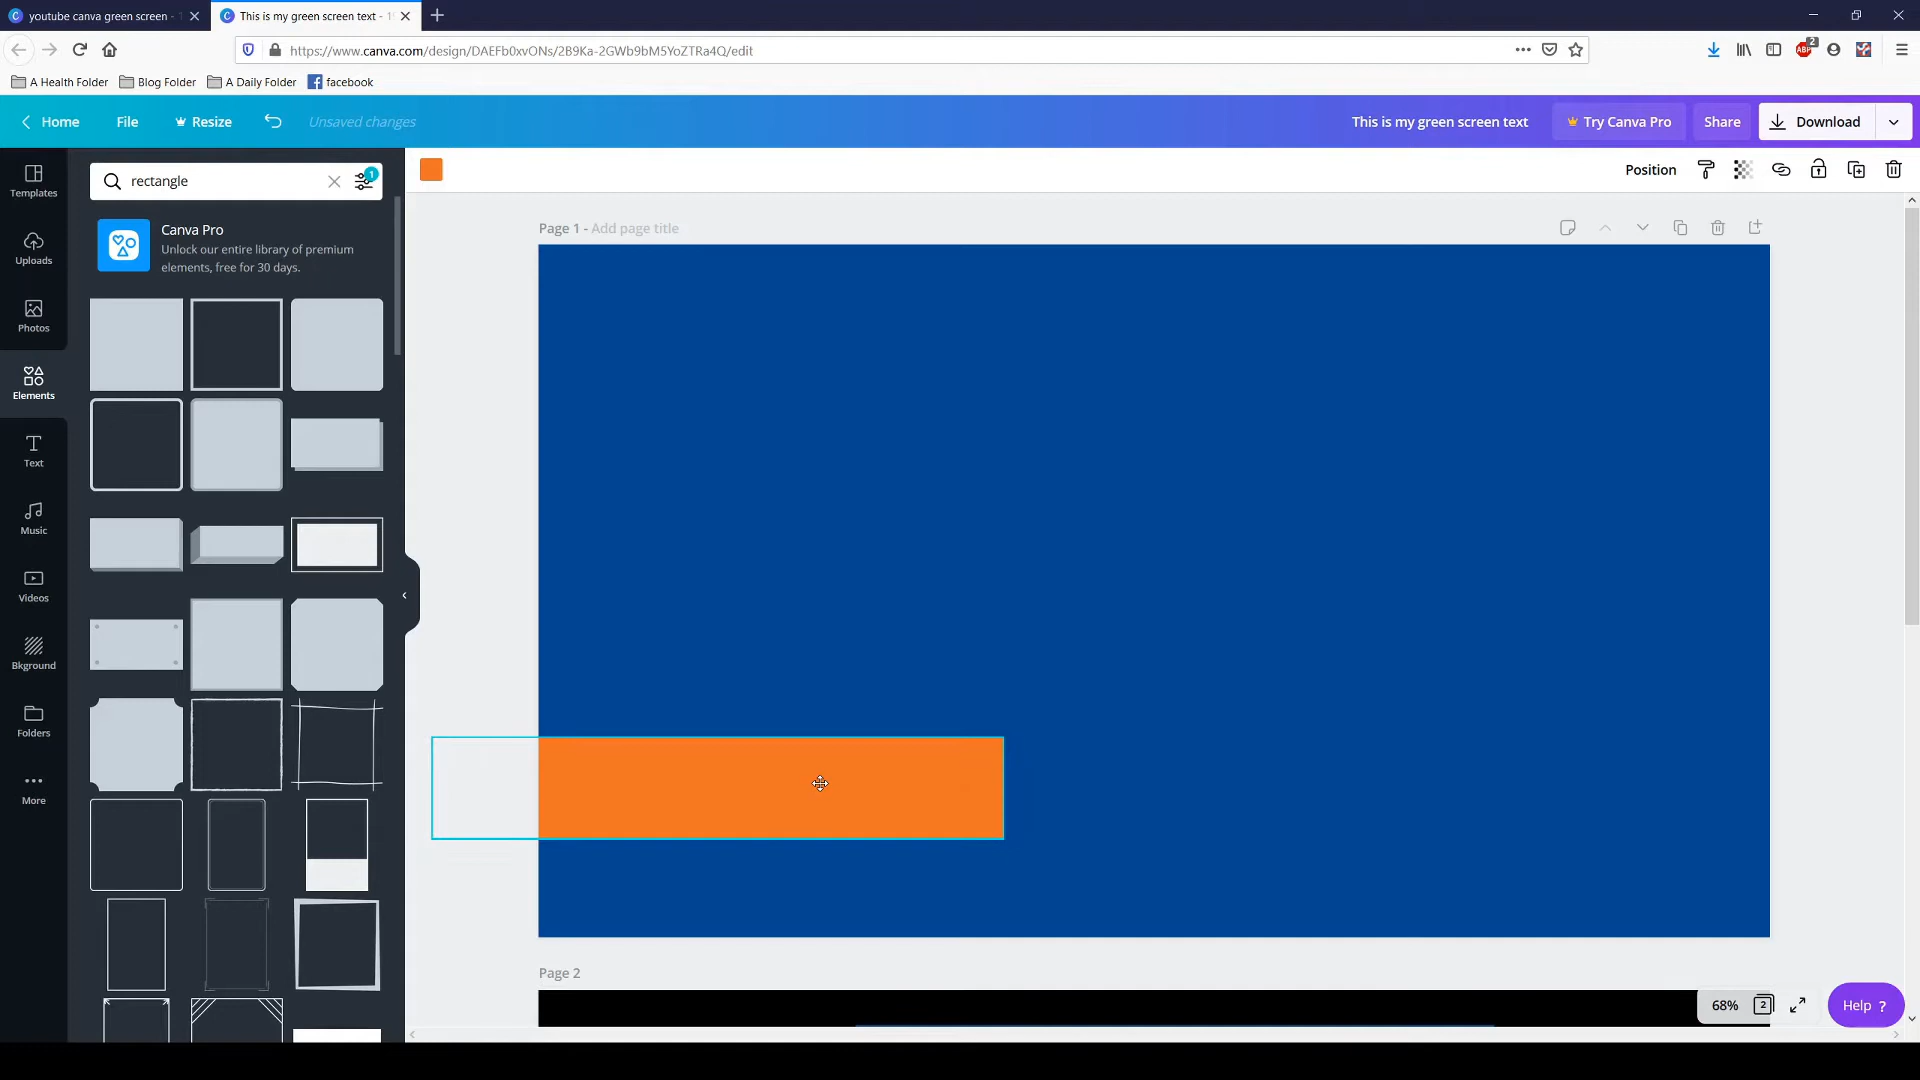 youtube canva green screen -
This is my green screen text -
https://www.canva.com/design/DAEFb0xvONs/2B9Ka-2GWb9bM5YoZTRa4Q/edit
2
A Health Folder
Blog Folder
A Daily Folder
facebook
Home
File
Resize
Unsaved changes
This is my green screen text
Try Canva Pro
Share
Download
Templates
Uploads
Photos
Elements
Text
Music
Videos
Bkground
Folders
More
rectangle
1
Canva Pro
Unlock our entire library of premium
elements, free for 30 days.
Position
Page 1 - Add page title
Page 2
68%
2
Help ?